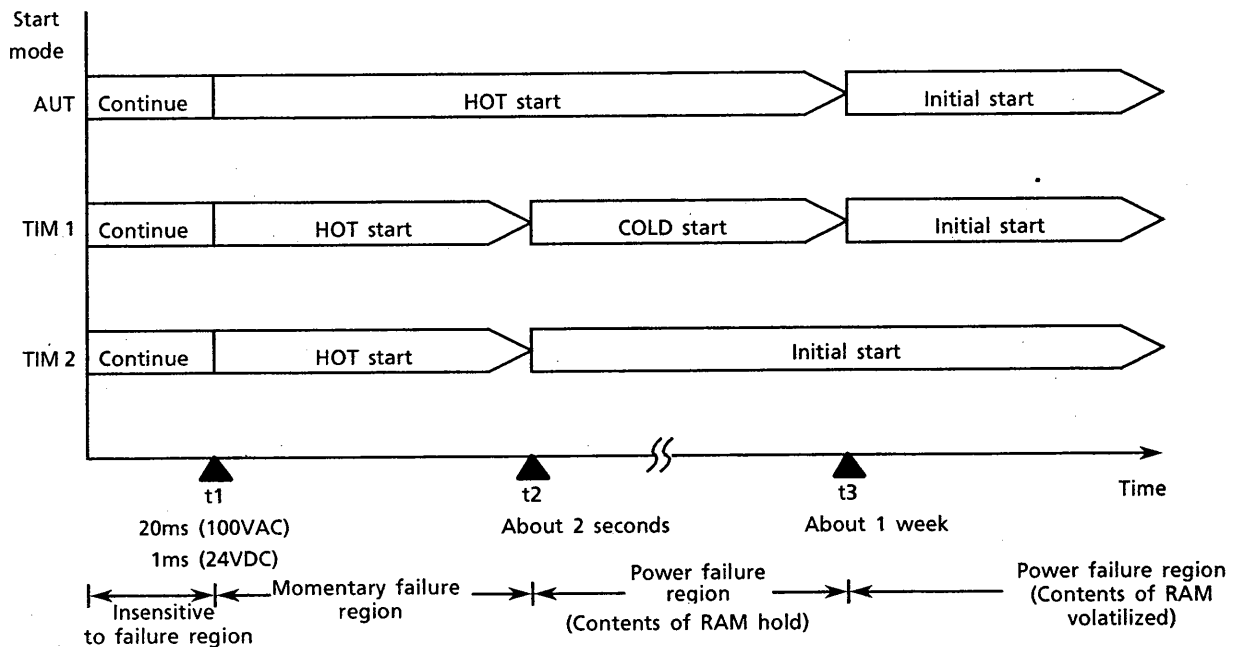 Start
mode
AUT
Continue
HOT start
Initial start
TIM 1
Continue
HOT start
COLD start
Initial start
TIM 2
Continue
HOT start
Initial start
t1
t2
t3
Time
20ms (100VAC)
1ms (24VDC)
About 2 seconds
About 1 week
Insensitive
to failure region
Momentary failure
region
Power failure
region
(Contents of RAM hold)
Power failure region
(Contents of RAM
volatilized)